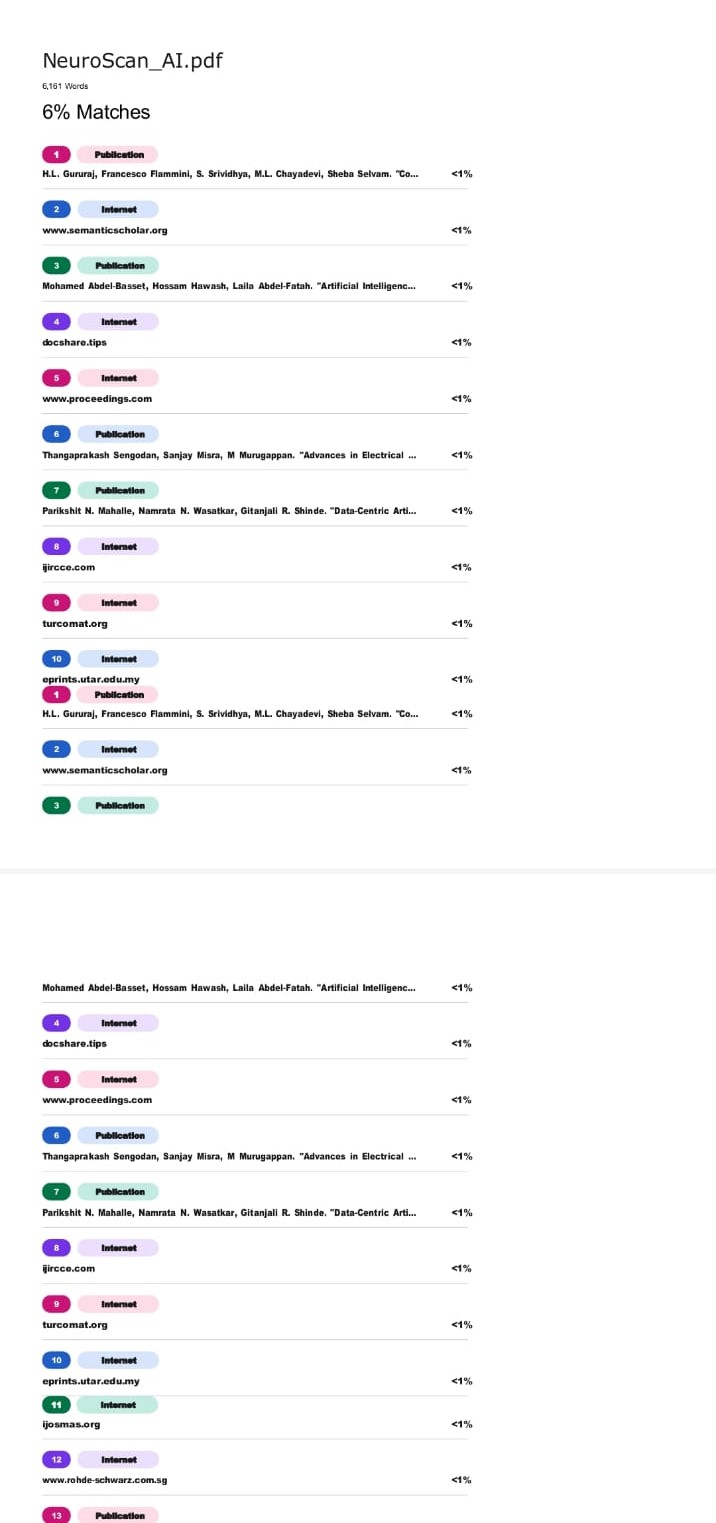 NeuroScan_AI.pdf
6,161 Words
6% Matches
1 Publication
H.L. Gururaj, Francesco Flammini, S. Srividhya, M.L. Chayadevi, Sheba Selvam. "Co... <1%
2 Internet
www.semanticscholar.org <1%
3 Publication
Mohamed Abdel-Basset, Hossam Hawash, Laila Abdel-Fatah. "Artificial Intelligenc... <1%
4 Internet
docshare.tips <1%
5 Internet
www.proceedings.com <1%
6 Publication
Thangaprakash Sengodan, Sanjay Misra, M Murugappan. "Advances in Electrical ... <1%
7 Publication
Parikshit N. Mahalle, Namrata N. Wasatkar, Gitanjali R. Shinde. "Data-Centric Arti... <1%
8 Internet
ijircce.com <1%
9 Internet
turcomat.org <1%
10 Internet
eprints.utar.edu.my <1%
1 Publication
H.L. Gururaj, Francesco Flammini, S. Srividhya, M.L. Chayadevi, Sheba Selvam. "Co... <1%
2 Internet
www.semanticscholar.org <1%
3 Publication
Mohamed Abdel-Basset, Hossam Hawash, Laila Abdel-Fatah. "Artificial Intelligenc... <1%
4 Internet
docshare.tips <1%
5 Internet
www.proceedings.com <1%
6 Publication
Thangaprakash Sengodan, Sanjay Misra, M Murugappan. "Advances in Electrical ... <1%
7 Publication
Parikshit N. Mahalle, Namrata N. Wasatkar, Gitanjali R. Shinde. "Data-Centric Arti... <1%
8 Internet
ijircce.com <1%
9 Internet
turcomat.org <1%
10 Internet
eprints.utar.edu.my <1%
11 Internet
ijosmas.org <1%
12 Internet
www.rohde-schwarz.com.sg <1%
13 Publication